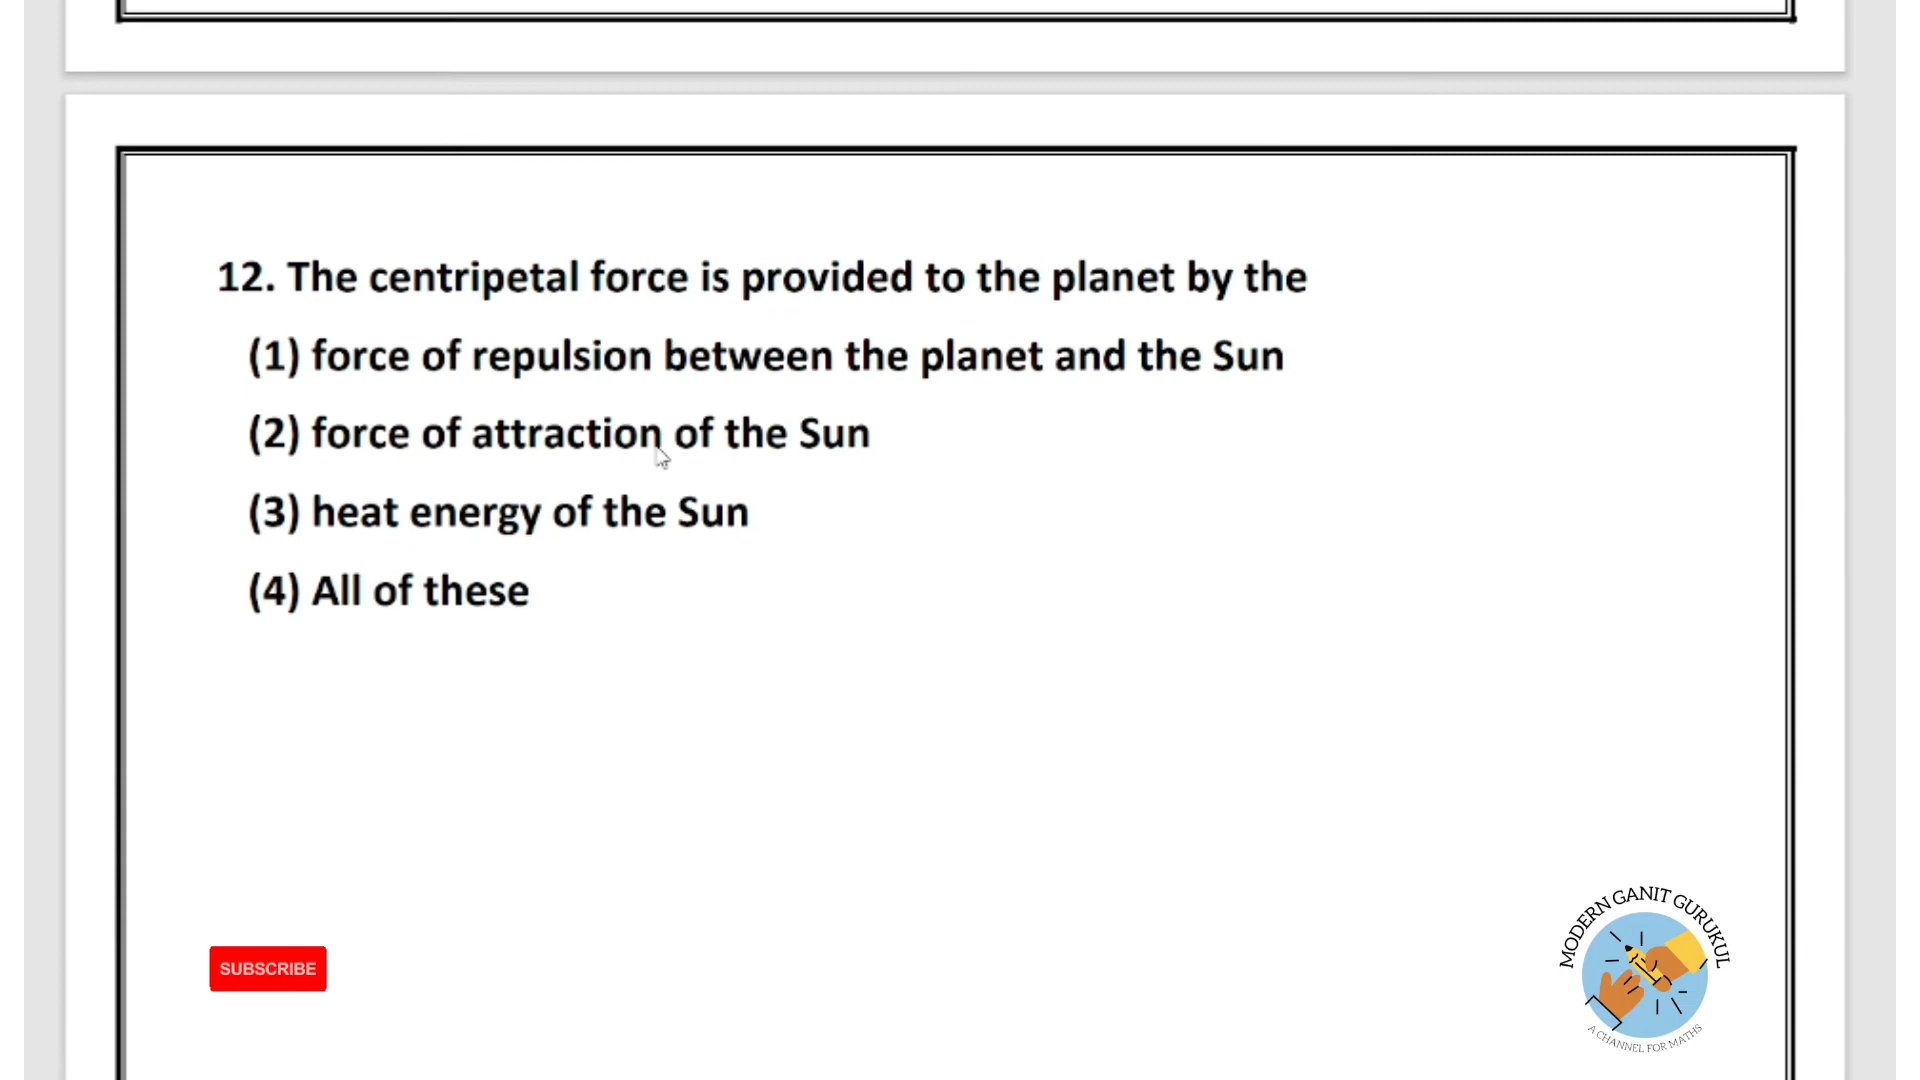 12. The centripetal force is provided to the planet by the
(1) force of repulsion between the planet and the Sun
(2) force of attraction of the Sun
(3) heat energy of the Sun
(4) All of these
SUBSCRIBE
MODERN GANIT GURUKUL
A CHANNEL FOR MATHS